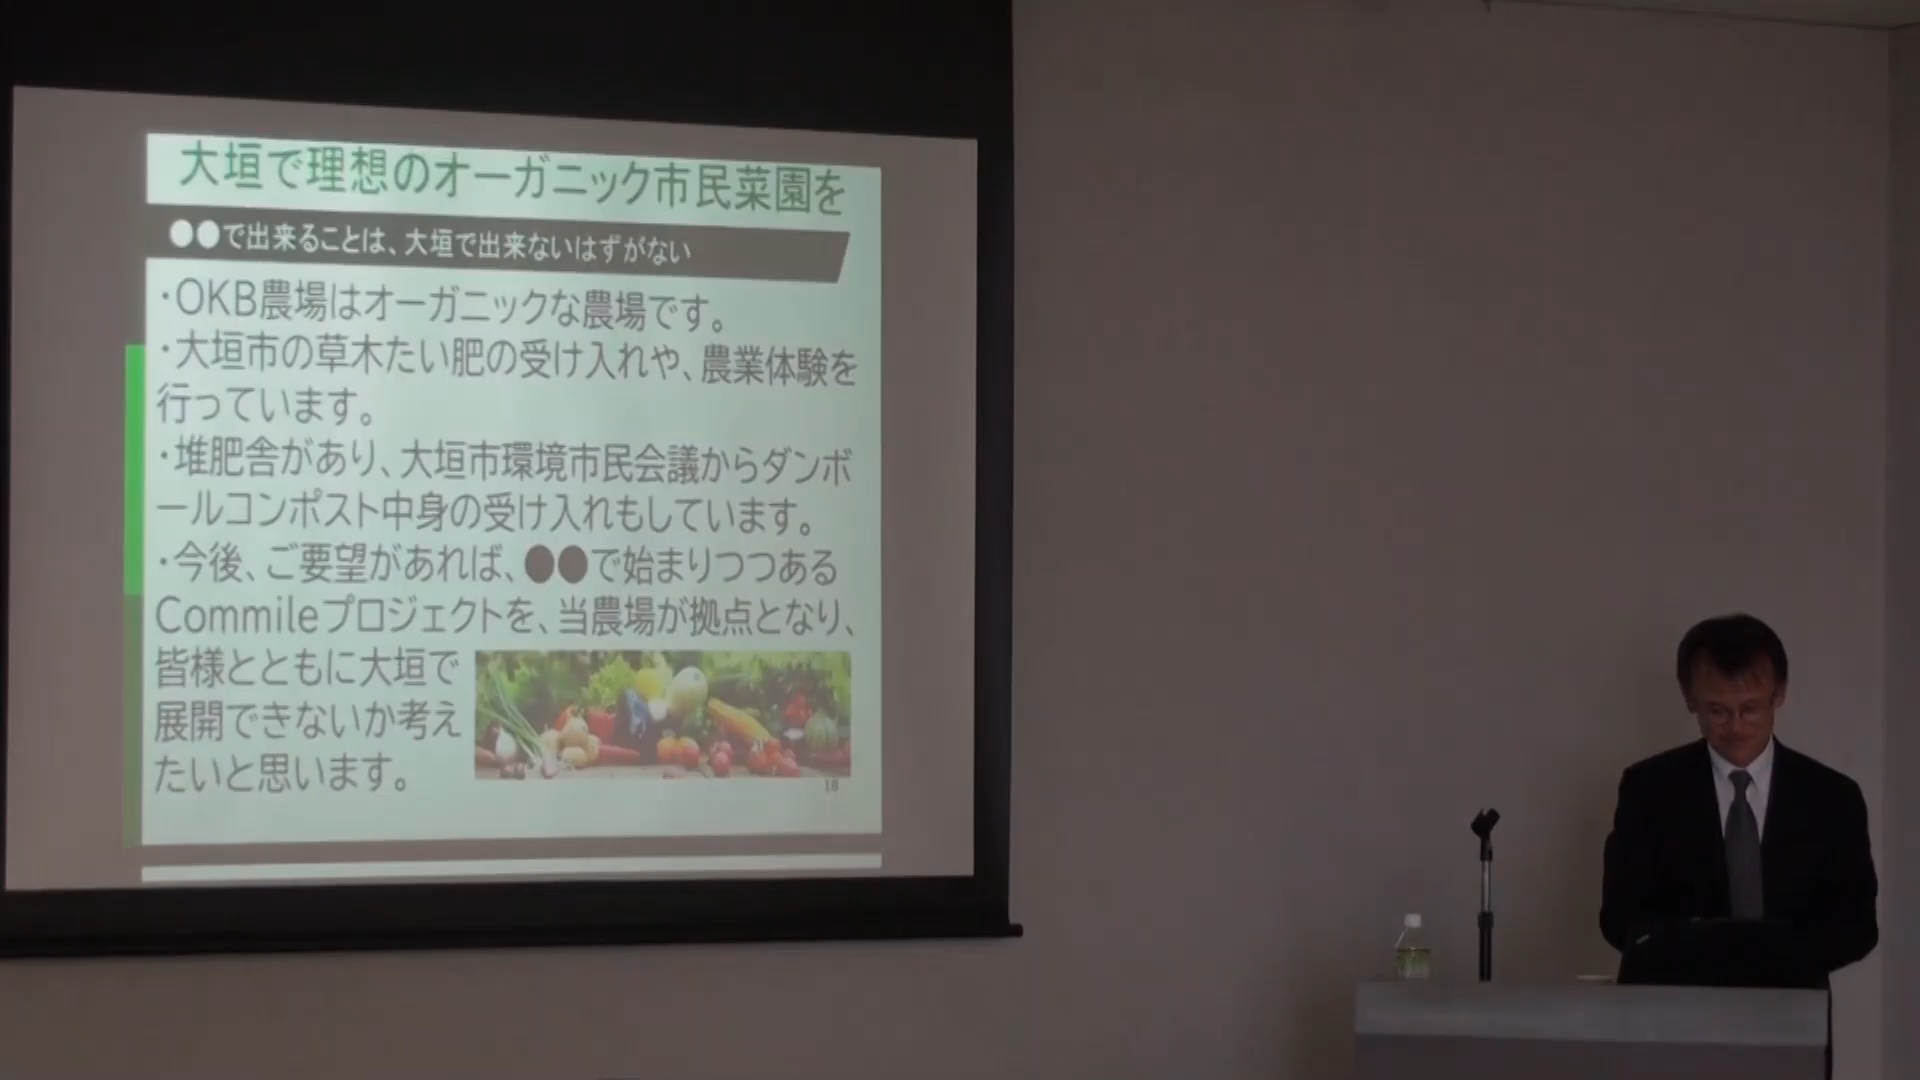 大垣で理想のオーガニック市民菜園を
●●で出来ることは、大垣で出来ないはずがない
・OKB農場はオーガニックな農場です。
・大垣市の草木たい肥の受け入れや、農業体験を
行っています。
・堆肥舎があり、大垣市環境市民会議からダンボ
ールコンポスト中身の受け入れもしています。
・今後、ご要望があれば、●●で始まりつつある
Commileプロジェクトを、当農場が拠点となり、
皆様とともに大垣で
展開できないか考え
たいと思います。
18